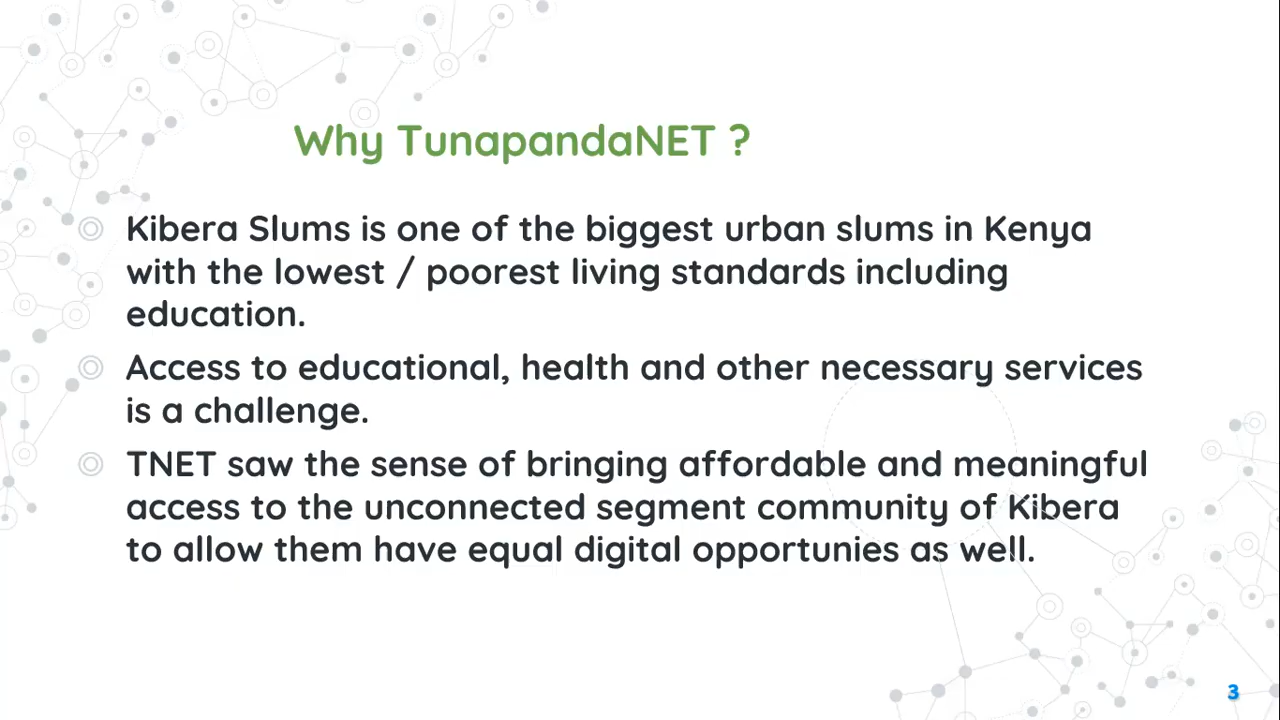 Why TunapandaNET ?
Kibera Slums is one of the biggest urban slums in Kenya
with the lowest / poorest living standards including
education.
Access to educational, health and other necessary services
is a challenge.
TNET saw the sense of bringing affordable and meaningful
access to the unconnected segment community of Kibera
to allow them have equal digital opportunies as well.
3